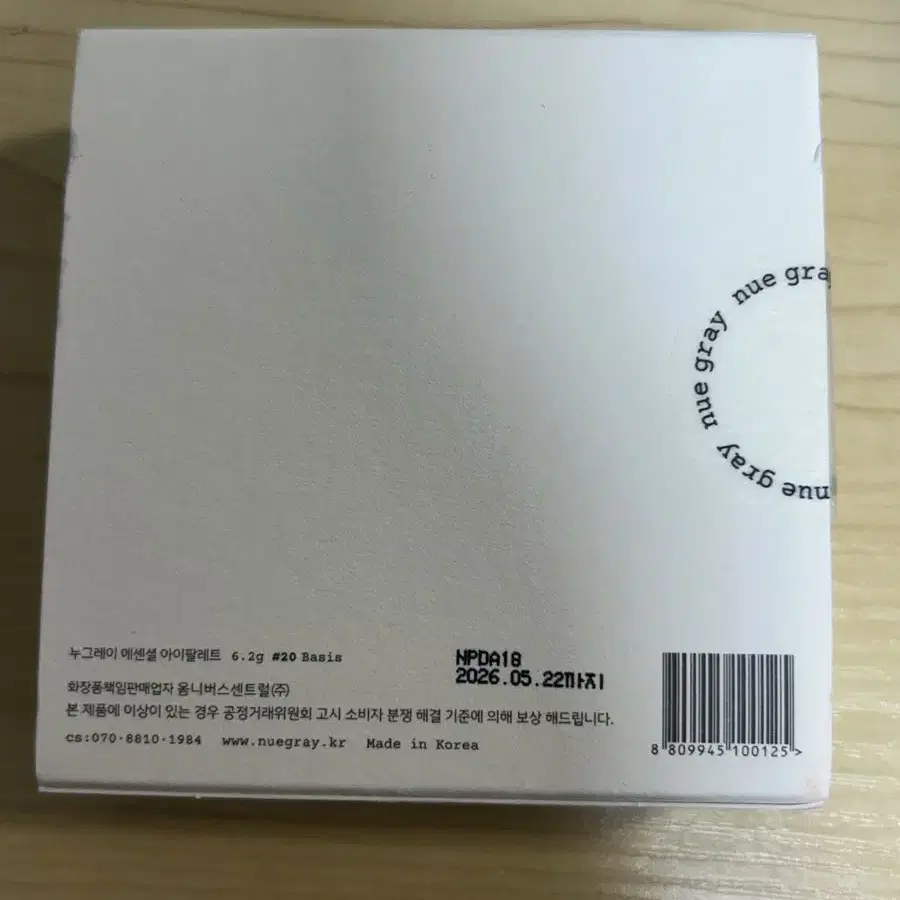 nue gray nue gray nue gra
누그레이 에센셜 아이팔레트 6.2g #20 Basis
NPDA18
2026.05.22까지
화장품책임판매업자 옴니버스센트럴(주)
본 제품에 이상이 있는 경우 공정거래위원회 고시 소비자 분쟁 해결 기준에 의해 보상 해드립니다.
cs:070·8810·1984 www.nuegray.kr Made in Korea
8 809945 100125 >